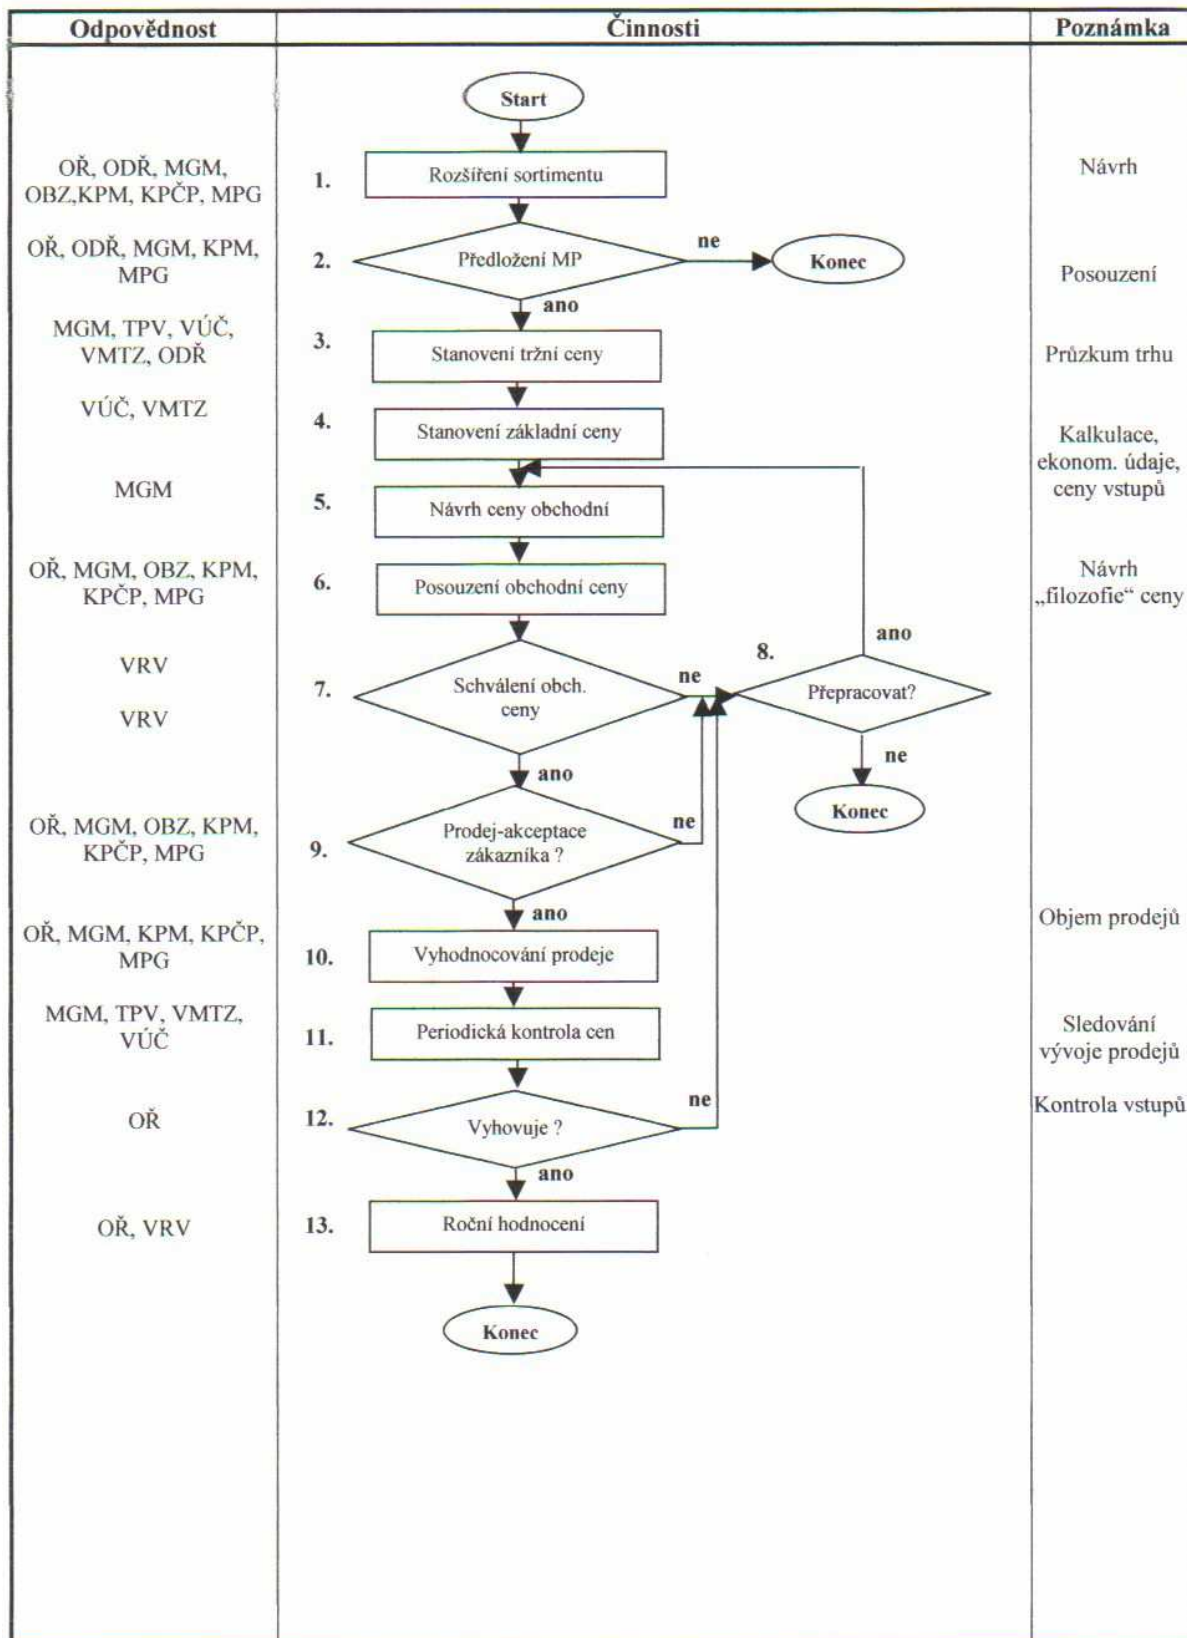 Odpovědnost
Činnosti
Poznámka
Start
OŘ, ODŘ, MGM,
OBZ,KPM, KPČP, MPG
1.
Rozšíření sortimentu
Návrh
OŘ, ODŘ, MGM, KPM,
MPG
2.
Předložení MP
ne
Konec
Posouzení
ano
MGM, TPV, VÚČ,
VMTZ, ODŘ
3.
Stanovení tržní ceny
Průzkum trhu
VÚČ, VMTZ
4.
Stanovení základní ceny
Kalkulace,
ekonom. údaje,
ceny vstupů
MGM
5.
Návrh ceny obchodní
OŘ, MGM, OBZ, KPM,
KPČP, MPG
6.
Posouzení obchodní ceny
Návrh
„filozofie“ ceny
ano
VRV
7.
Schválení obch.
ceny
ne
8.
Přepracovat?
VRV
ne
Konec
ano
OŘ, MGM, OBZ, KPM,
KPČP, MPG
9.
Prodej-akceptace
zákazníka ?
ne
ano
Objem prodejů
OŘ, MGM, KPM, KPČP,
MPG
10.
Vyhodnocování prodeje
MGM, TPV, VMTZ,
VÚČ
11.
Periodická kontrola cen
Sledování
vývoje prodejů
OŘ
12.
Vyhovuje ?
ne
Kontrola vstupů
ano
OŘ, VRV
13.
Roční hodnocení
Konec